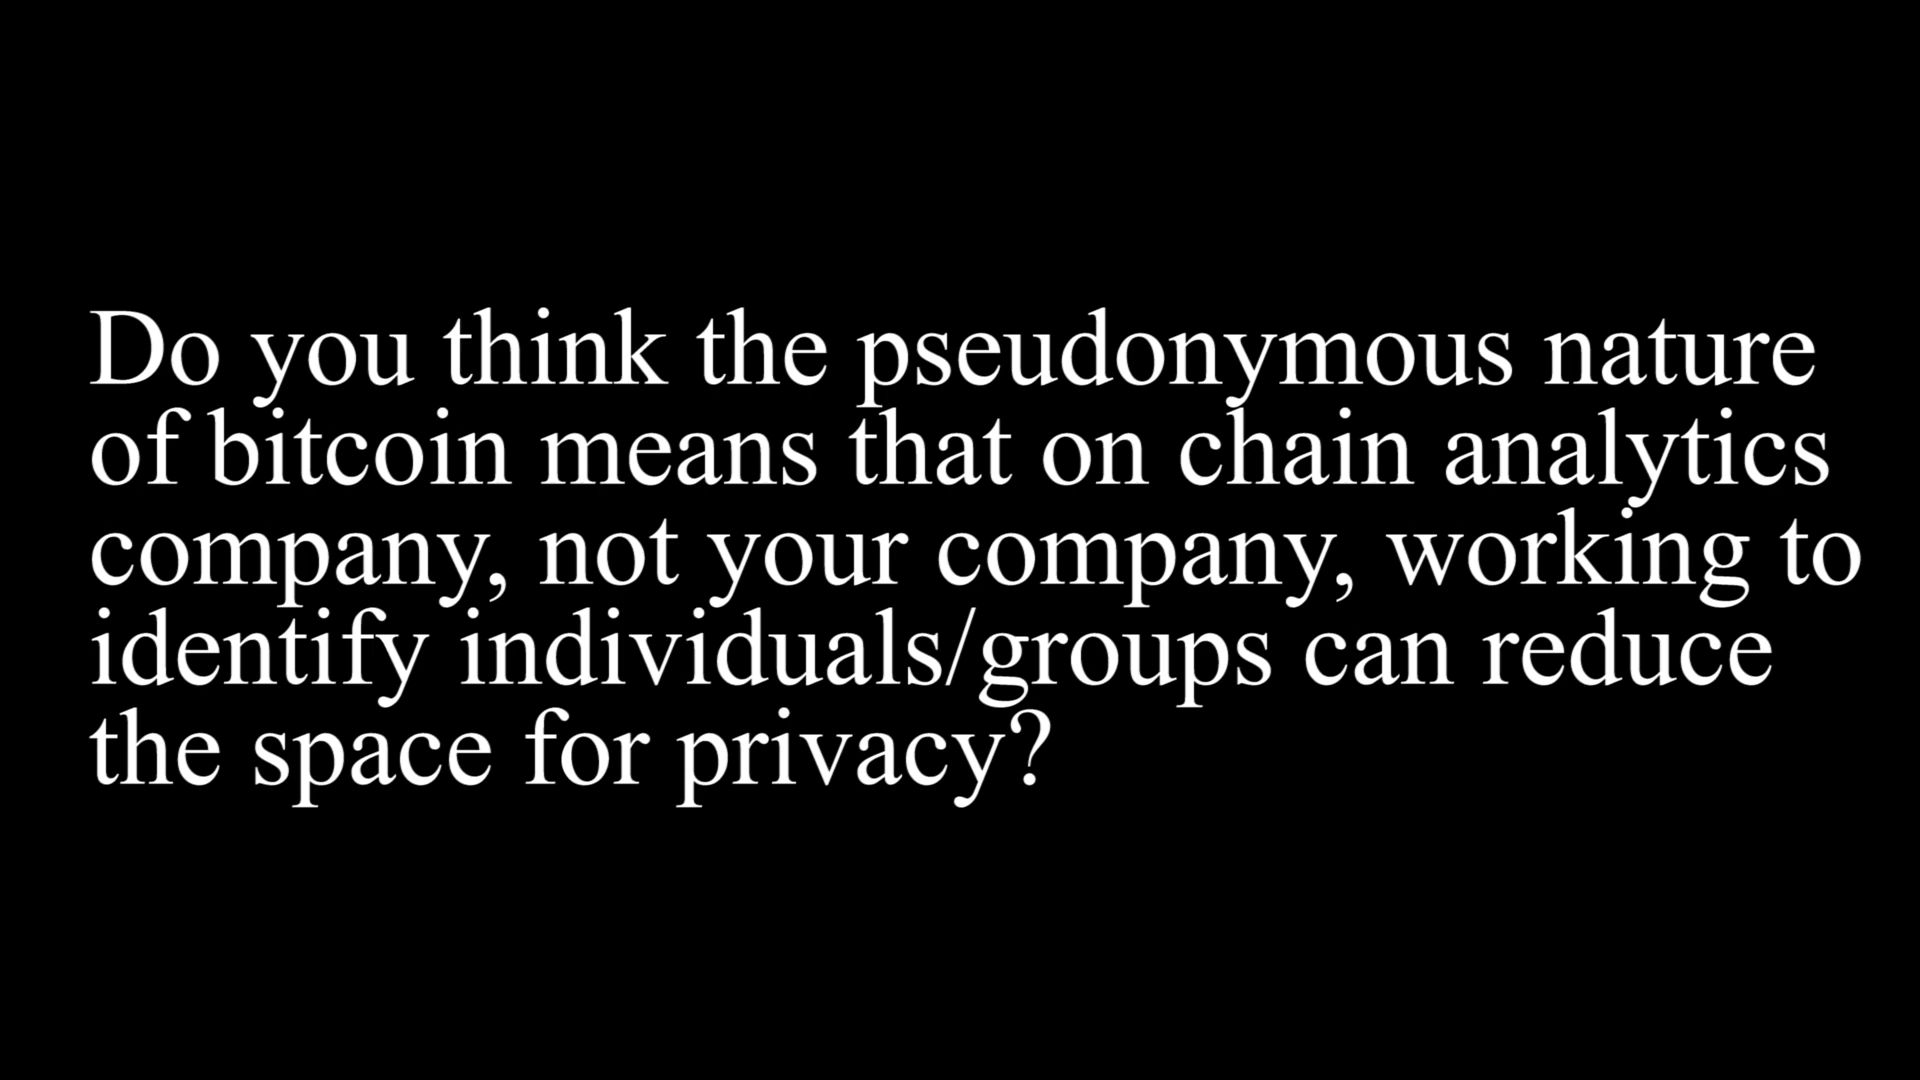 Do you think the pseudonymous nature
of bitcoin means that on chain analytics
company, not your company, working to
identify individuals/groups can reduce
the space for privacy?